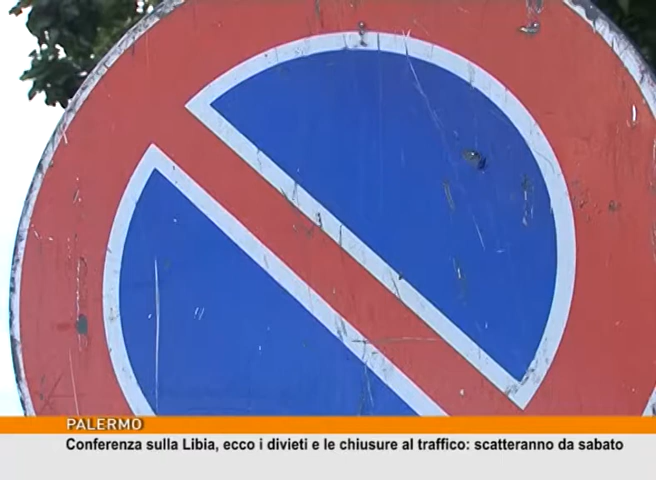 PALERMO
Conferenza sulla Libia, ecco i divieti e le chiusure al traffico: scatteranno da sabato